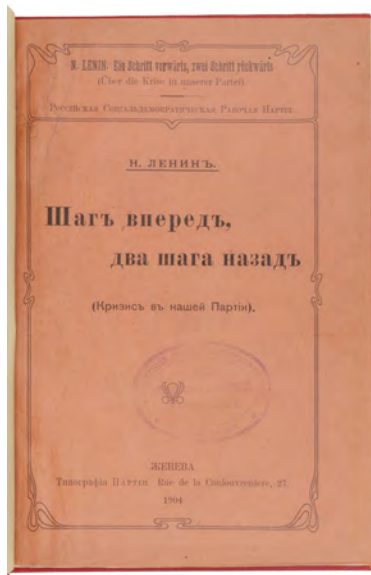 N. LENIN: Ein Schritt vorwärts, zwei Schritt rückwärts
(Über die Krise in unserer Partei)
Россійская Соціальдемократическая Рабочая Партія.
Н. ЛЕНИНЪ.
Шагъ впередъ,
два шага назадъ
(Кризисъ въ нашей Партіи).
ЖЕНЕВА
Типографія Партіи. Rue de la Coulouvrenière, 27.
1904